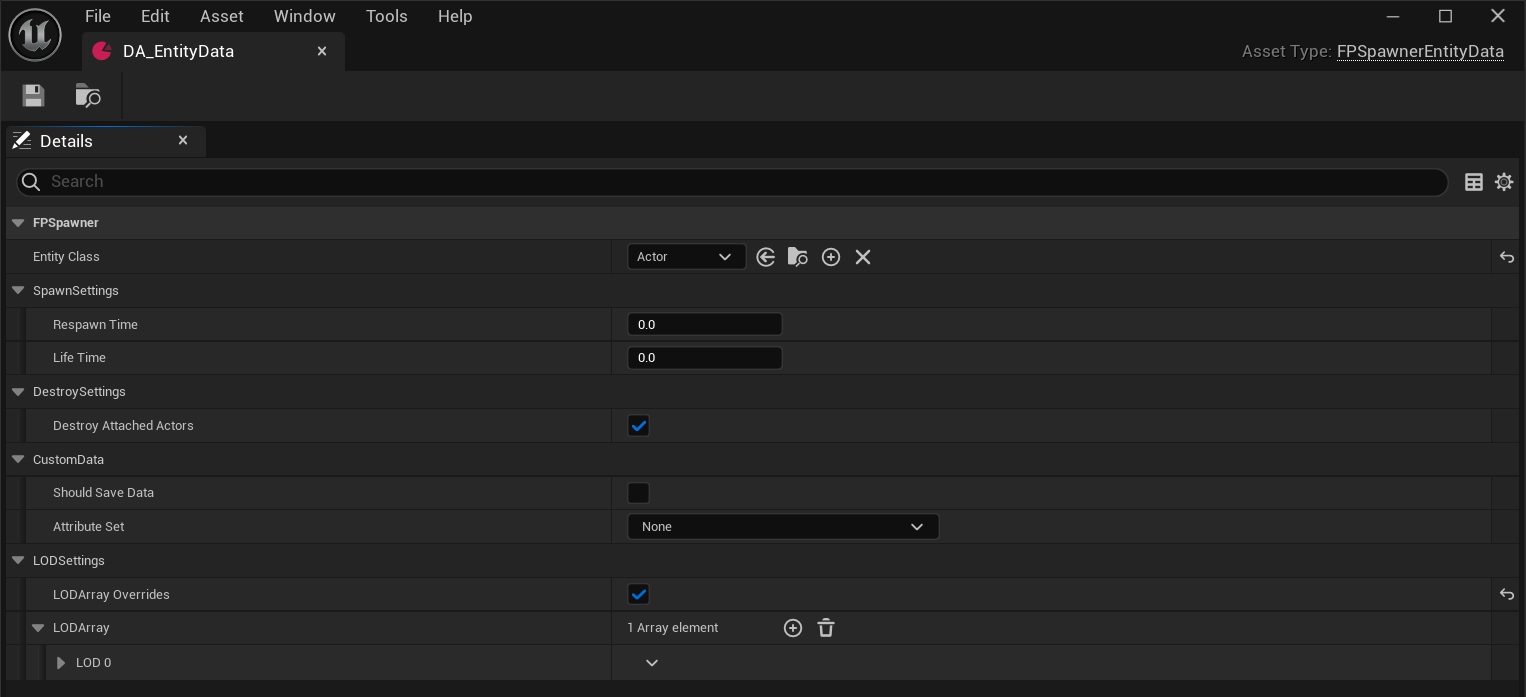 File Edit Asset Window Tools Help
DA_EntityData
Asset Type: FPSpawnerEntityData
Details
Search
FPSpawner
Entity Class Actor
SpawnSettings
Respawn Time 0.0
Life Time 0.0
DestroySettings
Destroy Attached Actors
CustomData
Should Save Data
Attribute Set None
LODSettings
LODArray Overrides
LODArray 1 Array element
LOD 0